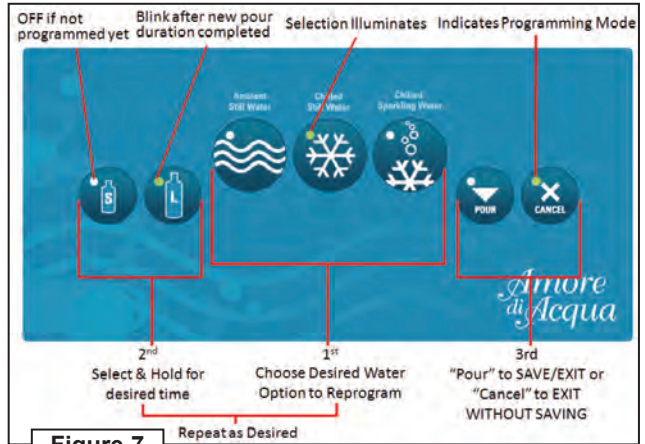 OFF if not
programmed yet
Blink after new pour
duration completed
Selection Illuminates
Indicates Programming Mode
Ambient
Still Water
Chilled
Still Water
Chilled
Sparkling Water
S
L
POUR
CANCEL
Amore
di Acqua
2nd
Select & Hold for
desired time
1st
Choose Desired Water
Option to Reprogram
3rd
"Pour" to SAVE/EXIT or
"Cancel" to EXIT
WITHOUT SAVING
Repeat as Desired
Figure 7